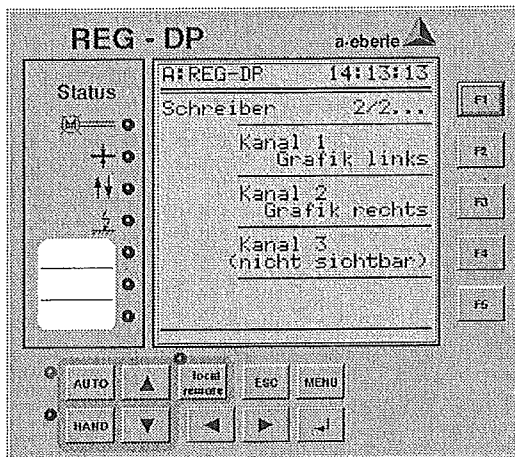 REG - DP
a-eberle
Status
A:REG-DP 14:13:13
Schreiber 2/2...
Kanal 1
Grafik links
Kanal 2
Grafik rechts
Kanal 3
(nicht sichtbar)
F1
F2
F3
F4
F5
AUTO
local
remote
ESC
MENU
HAND